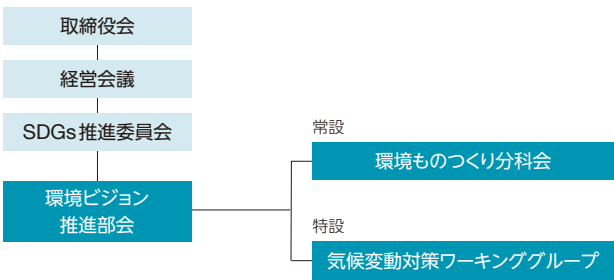 取締役会
経営会議
SDGs推進委員会
環境ビジョン
推進部会
常設
環境ものつくり分科会
特設
気候変動対策ワーキンググループ